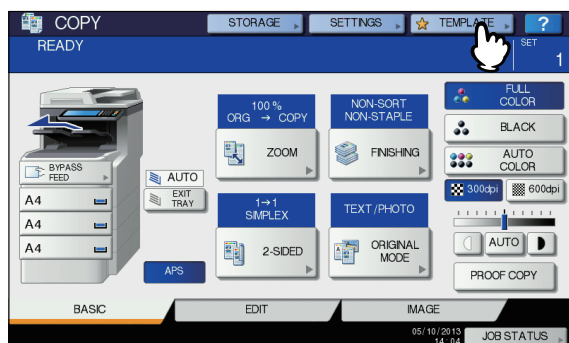 COPY
STORAGE
SETTINGS
TEMPLATE
?
READY
SET
1
100 %
ORG → COPY
NON-SORT
NON-STAPLE
FULL
COLOR
ZOOM
FINISHING
BLACK
BYPASS
FEED
AUTO
AUTO
COLOR
EXIT
TRAY
300dpi
600dpi
A4
1→1
SIMPLEX
TEXT/PHOTO
A4
2-SIDED
ORIGINAL
MODE
AUTO
A4
APS
PROOF COPY
BASIC
EDIT
IMAGE
05/10/2013
14:04
JOB STATUS